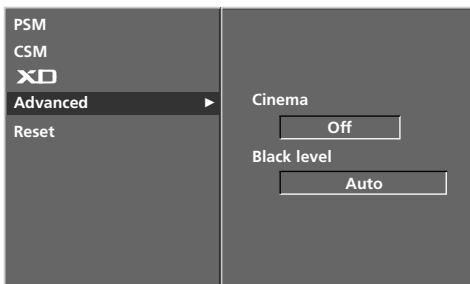 PSM
CSM
XD
Advanced ►
Reset
Cinema
Off
Black level
Auto